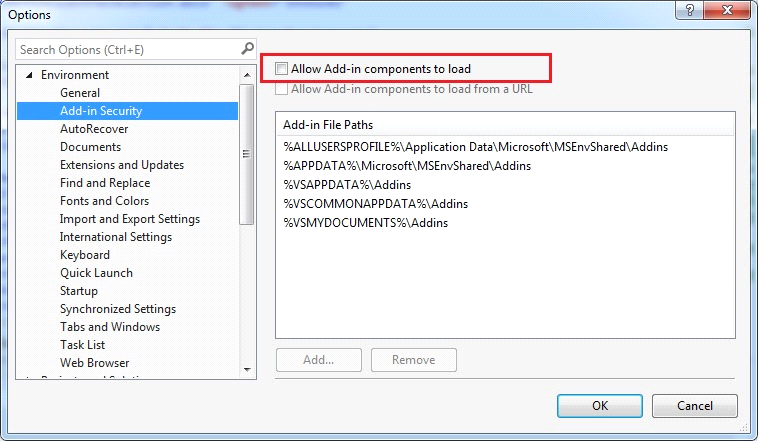 Options
?
Search Options (Ctrl+E)
Environment
General
Add-in Security
AutoRecover
Documents
Extensions and Updates
Find and Replace
Fonts and Colors
Import and Export Settings
International Settings
Keyboard
Quick Launch
Startup
Synchronized Settings
Tabs and Windows
Task List
Web Browser
Allow Add-in components to load
Allow Add-in components to load from a URL
Add-in File Paths
%ALLUSERSPROFILE%\Application Data\Microsoft\MSEnvShared\Addins
%APPDATA%\Microsoft\MSEnvShared\Addins
%VSAPPDATA%\Addins
%VSCOMMONAPPDATA%\Addins
%VSMYDOCUMENTS%\Addins
Add...
Remove
OK
Cancel